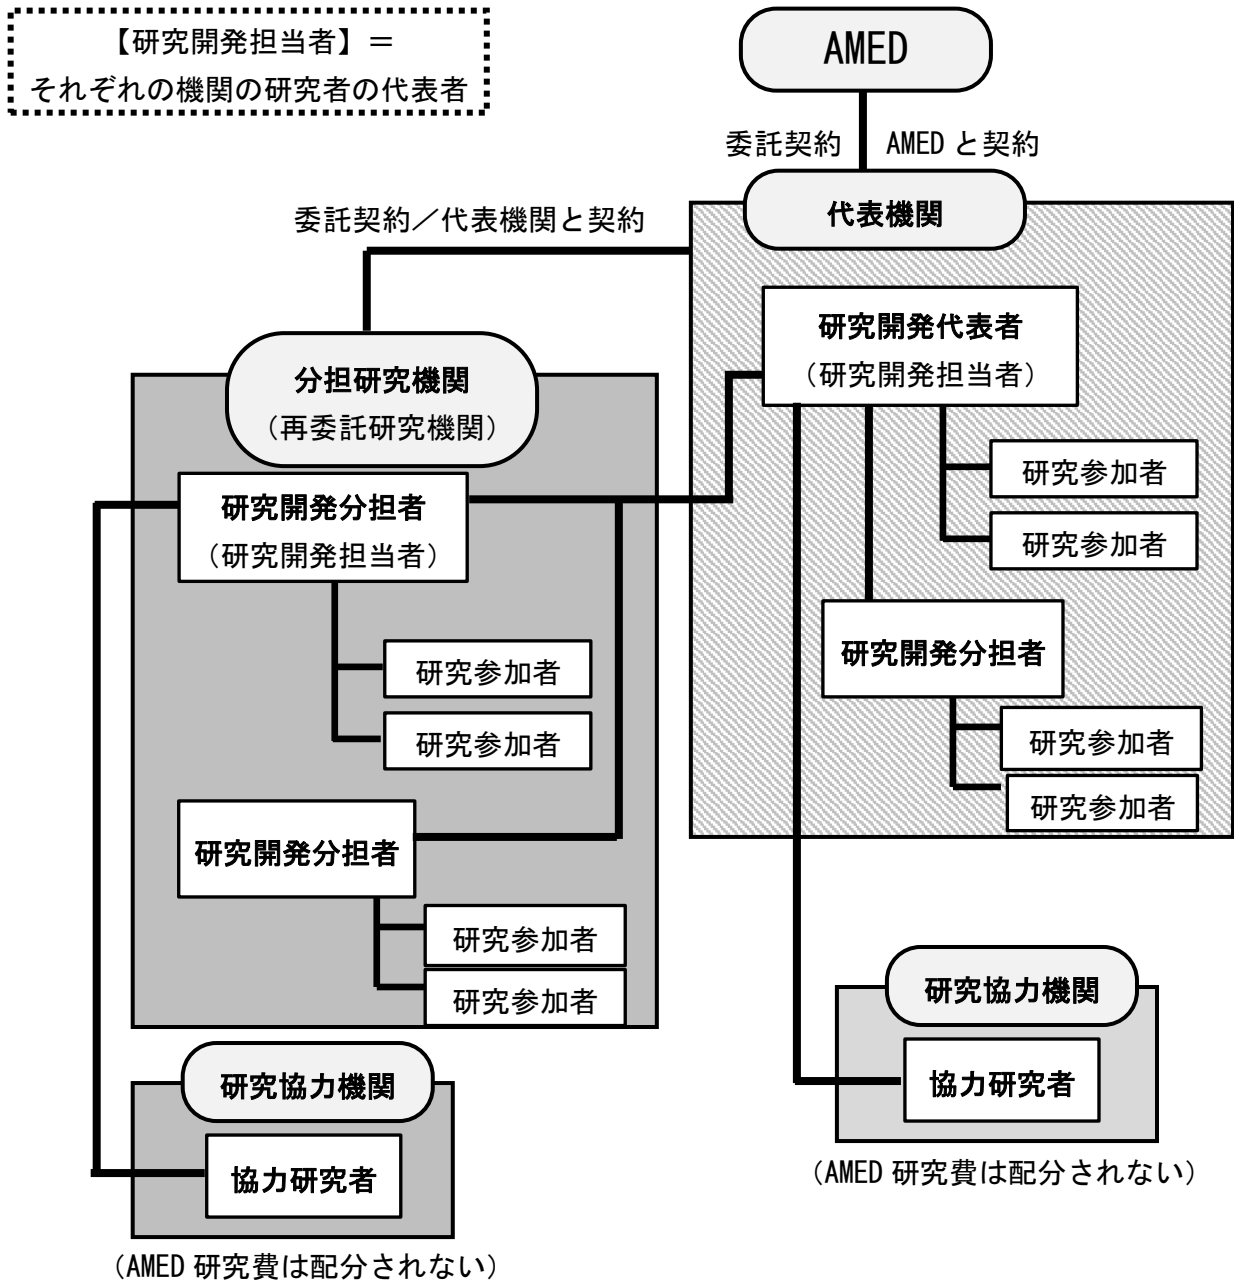 【研究開発担当者】＝
それぞれの機関の研究者の代表者
AMED
委託契約
AMED と契約
代表機関
委託契約／代表機関と契約
研究開発代表者
（研究開発担当者）
研究参加者
研究参加者
研究開発分担者
研究参加者
研究参加者
分担研究機関
（再委託研究機関）
研究開発分担者
（研究開発担当者）
研究参加者
研究参加者
研究開発分担者
研究参加者
研究参加者
研究協力機関
協力研究者
（AMED 研究費は配分されない）
研究協力機関
協力研究者
（AMED 研究費は配分されない）